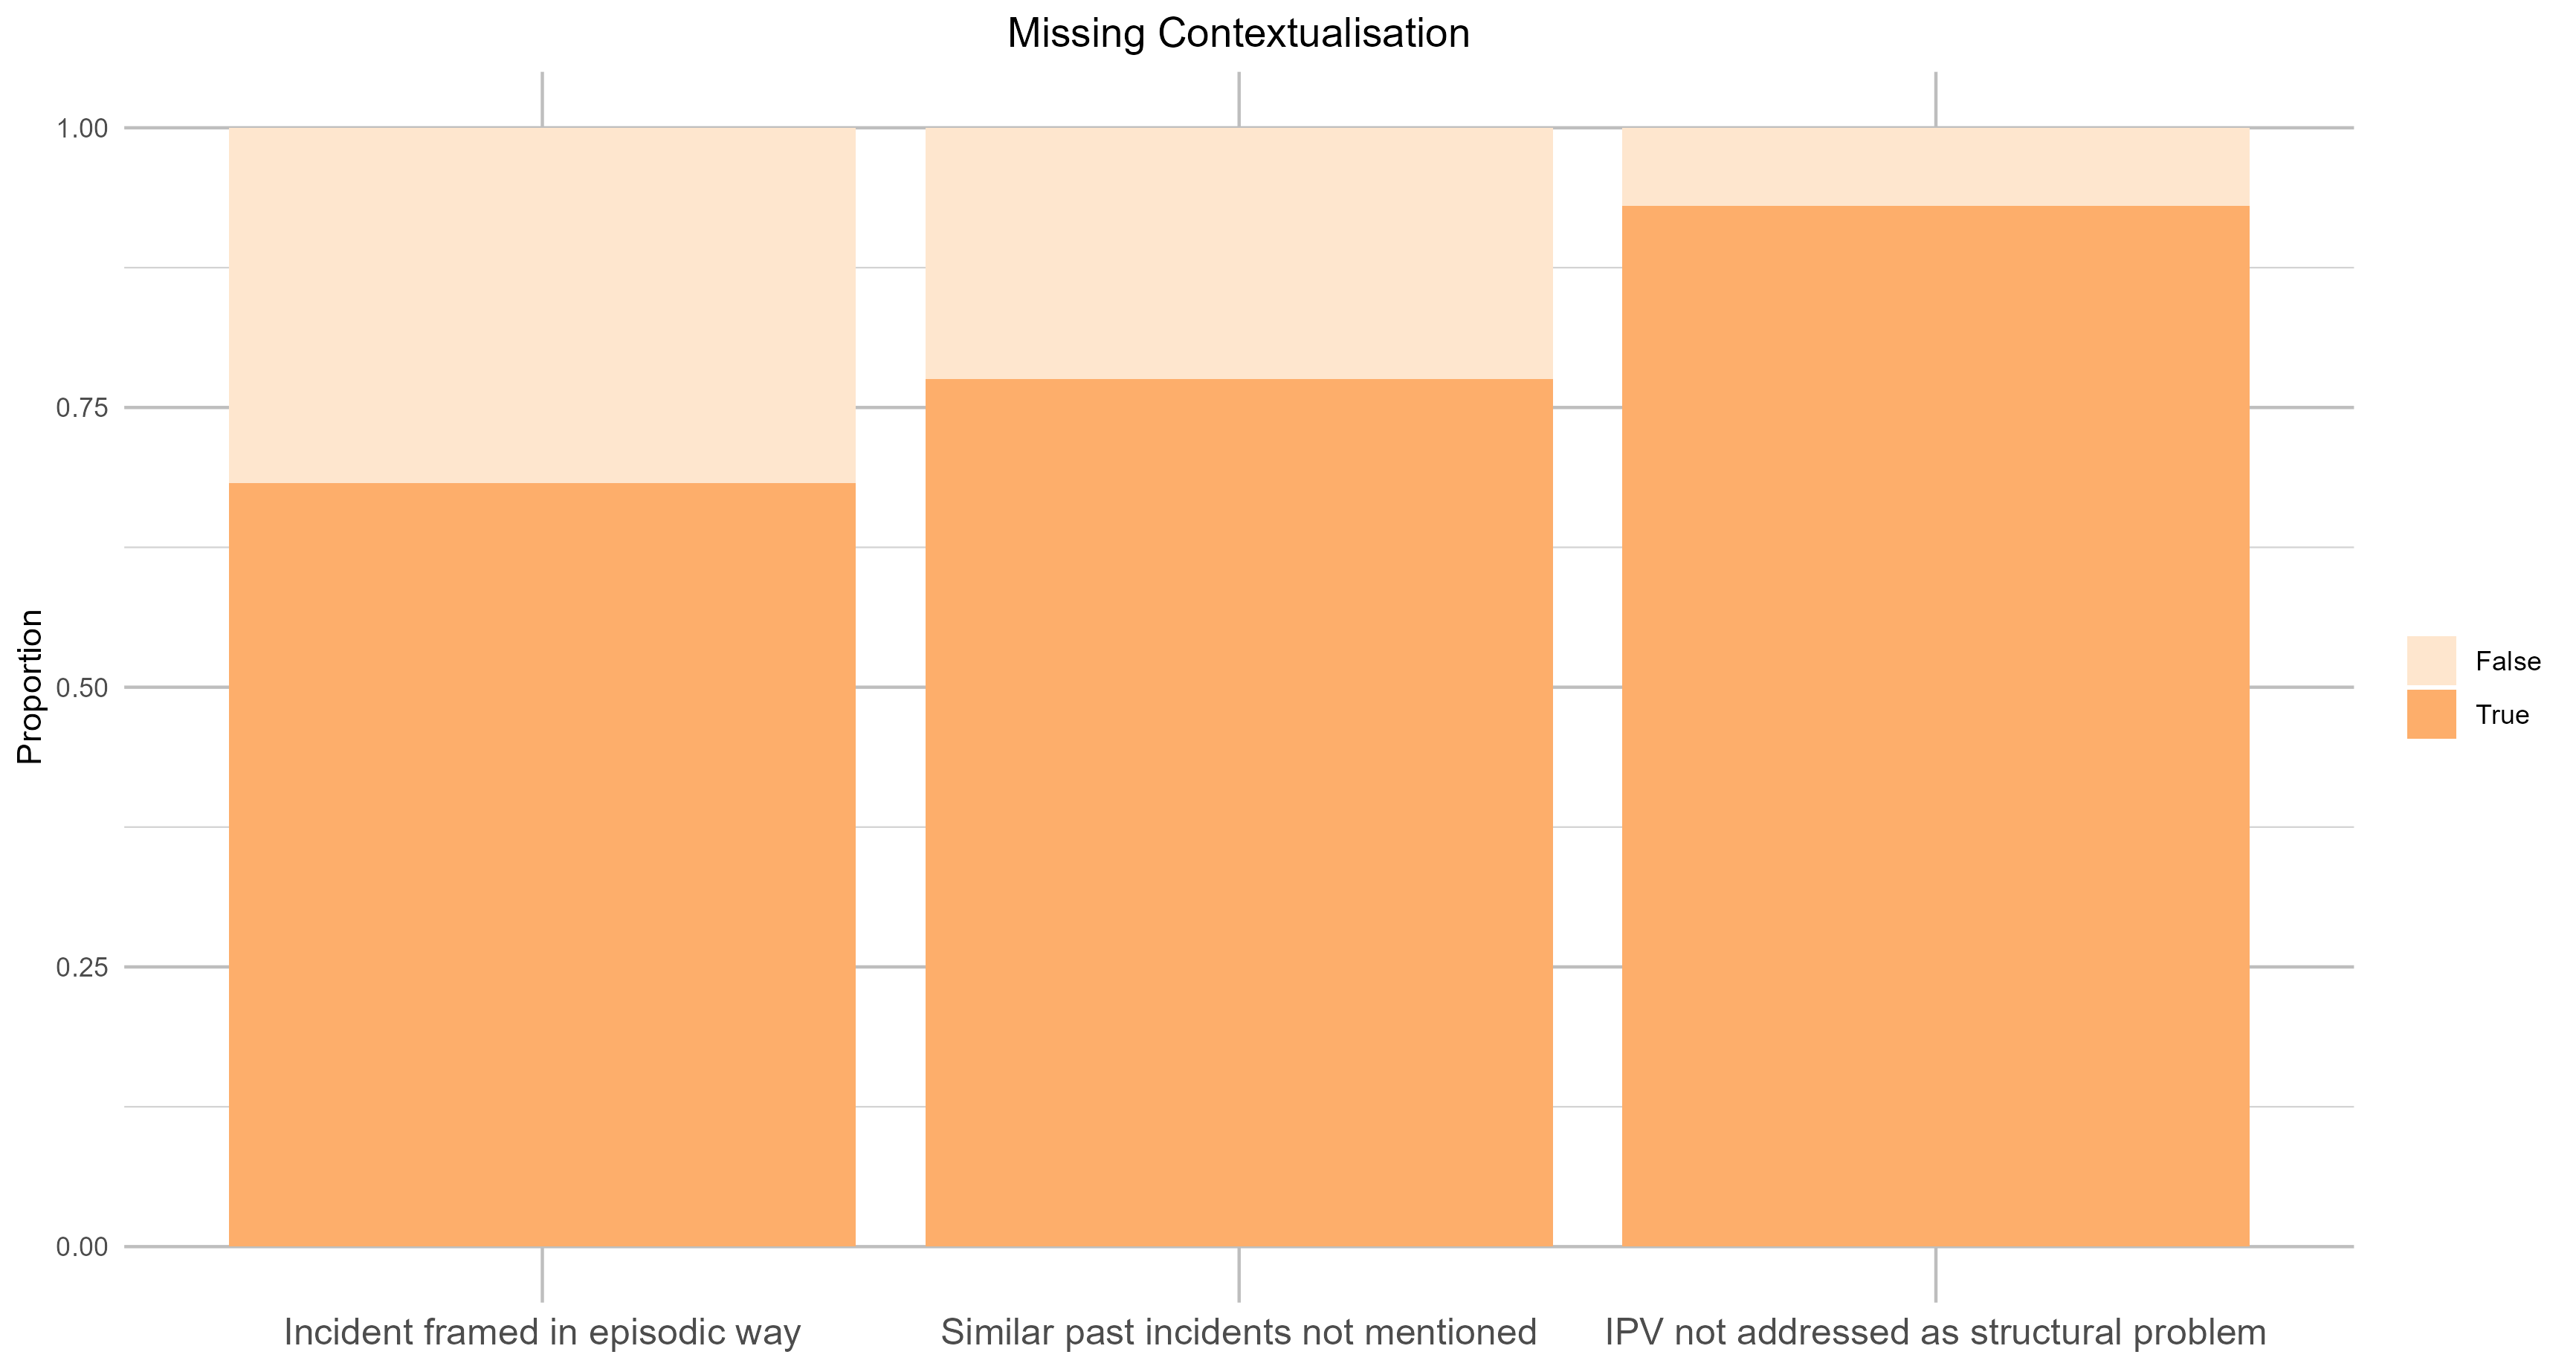 Missing Contextualisation
1.00
0.75
0.50
0.25
0.00
Proportion
Incident framed in episodic way
Similar past incidents not mentioned
IPV not addressed as structural problem
False
True